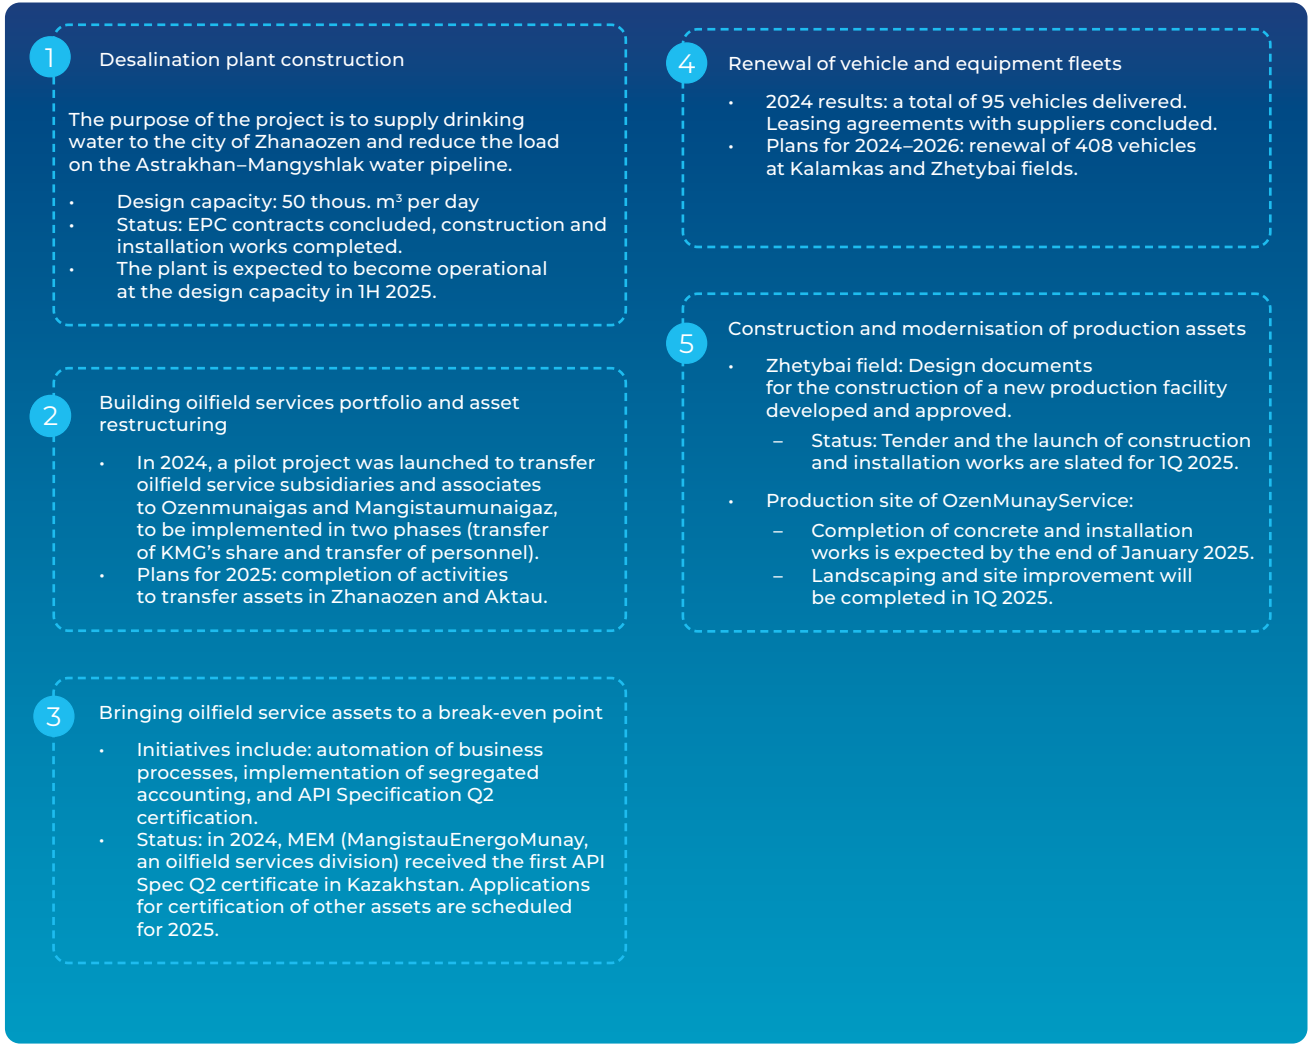 1
Desalination plant construction
The purpose of the project is to supply drinking
water to the city of Zhanaozen and reduce the load
on the Astrakhan–Mangyshlak water pipeline.
• Design capacity: 50 thous. m³ per day
• Status: EPC contracts concluded, construction and
installation works completed.
• The plant is expected to become operational
at the design capacity in 1H 2025.
2
Building oilfield services portfolio and asset
restructuring
• In 2024, a pilot project was launched to transfer
oilfield service subsidiaries and associates
to Ozenmunaigas and Mangistaumunaigaz,
to be implemented in two phases (transfer
of KMG’s share and transfer of personnel).
• Plans for 2025: completion of activities
to transfer assets in Zhanaozen and Aktau.
3
Bringing oilfield service assets to a break-even point
• Initiatives include: automation of business
processes, implementation of segregated
accounting, and API Specification Q2
certification.
• Status: in 2024, MEM (MangistauEnergoMunay,
an oilfield services division) received the first API
Spec Q2 certificate in Kazakhstan. Applications
for certification of other assets are scheduled
for 2025.
4
Renewal of vehicle and equipment fleets
• 2024 results: a total of 95 vehicles delivered.
Leasing agreements with suppliers concluded.
• Plans for 2024–2026: renewal of 408 vehicles
at Kalamkas and Zhetybai fields.
5
Construction and modernisation of production assets
• Zhetybai field: Design documents
for the construction of a new production facility
developed and approved.
– Status: Tender and the launch of construction
and installation works are slated for 1Q 2025.
• Production site of OzenMunayService:
– Completion of concrete and installation
works is expected by the end of January 2025.
– Landscaping and site improvement will
be completed in 1Q 2025.